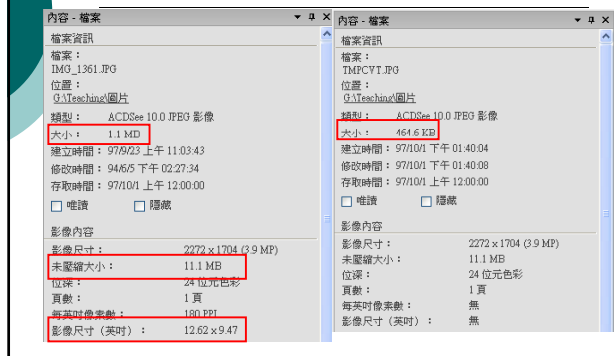 內容 - 檔案
檔案資訊
檔案：
IMG_1361.JPG
位置：
G:\Teaching\圖片
類型： ACDSee 10.0 JPEG 影像
大小： 1.1 MB
建立時間： 97/9/23 上午 11:03:43
修改時間： 94/6/5 下午 02:27:34
存取時間： 97/10/1 上午 12:00:00
唯讀 隱藏
影像內容
影像尺寸： 2272 x 1704 (3.9 MP)
未壓縮大小： 11.1 MB
位深： 24 位元色彩
頁數： 1 頁
每英吋像素數： 180 PPI
影像尺寸（英吋）： 12.62 x 9.47
內容 - 檔案
檔案資訊
檔案：
TMPCVT.JPG
位置：
G:\Teaching\圖片
類型： ACDSee 10.0 JPEG 影像
大小： 464.6 KB
建立時間： 97/10/1 下午 01:40:04
修改時間： 97/10/1 下午 01:40:08
存取時間： 97/10/1 上午 12:00:00
唯讀 隱藏
影像內容
影像尺寸： 2272 x 1704 (3.9 MP)
未壓縮大小： 11.1 MB
位深： 24 位元色彩
頁數： 1 頁
每英吋像素數： 無
影像尺寸（英吋）： 無